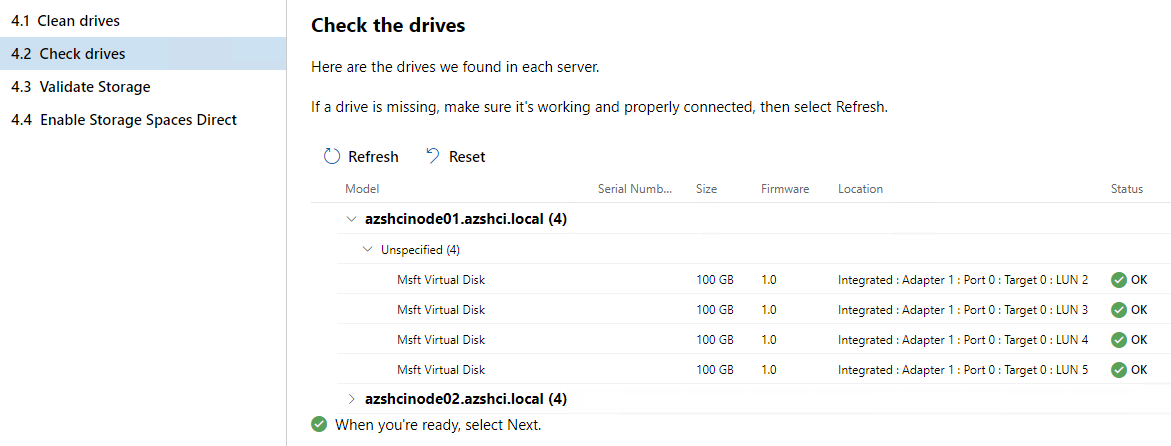 4.1 Clean drives
4.2 Check drives
4.3 Validate Storage
4.4 Enable Storage Spaces Direct
Check the drives
Here are the drives we found in each server.
If a drive is missing, make sure it's working and properly connected, then select Refresh.
Refresh Reset
Model Serial Numb... Size Firmware Location Status
azshcinode01.azshci.local (4)
Unspecified (4)
Msft Virtual Disk 100 GB 1.0 Integrated : Adapter 1 : Port 0 : Target 0 : LUN 2 OK
Msft Virtual Disk 100 GB 1.0 Integrated : Adapter 1 : Port 0 : Target 0 : LUN 3 OK
Msft Virtual Disk 100 GB 1.0 Integrated : Adapter 1 : Port 0 : Target 0 : LUN 4 OK
Msft Virtual Disk 100 GB 1.0 Integrated : Adapter 1 : Port 0 : Target 0 : LUN 5 OK
azshcinode02.azshci.local (4)
When you're ready, select Next.